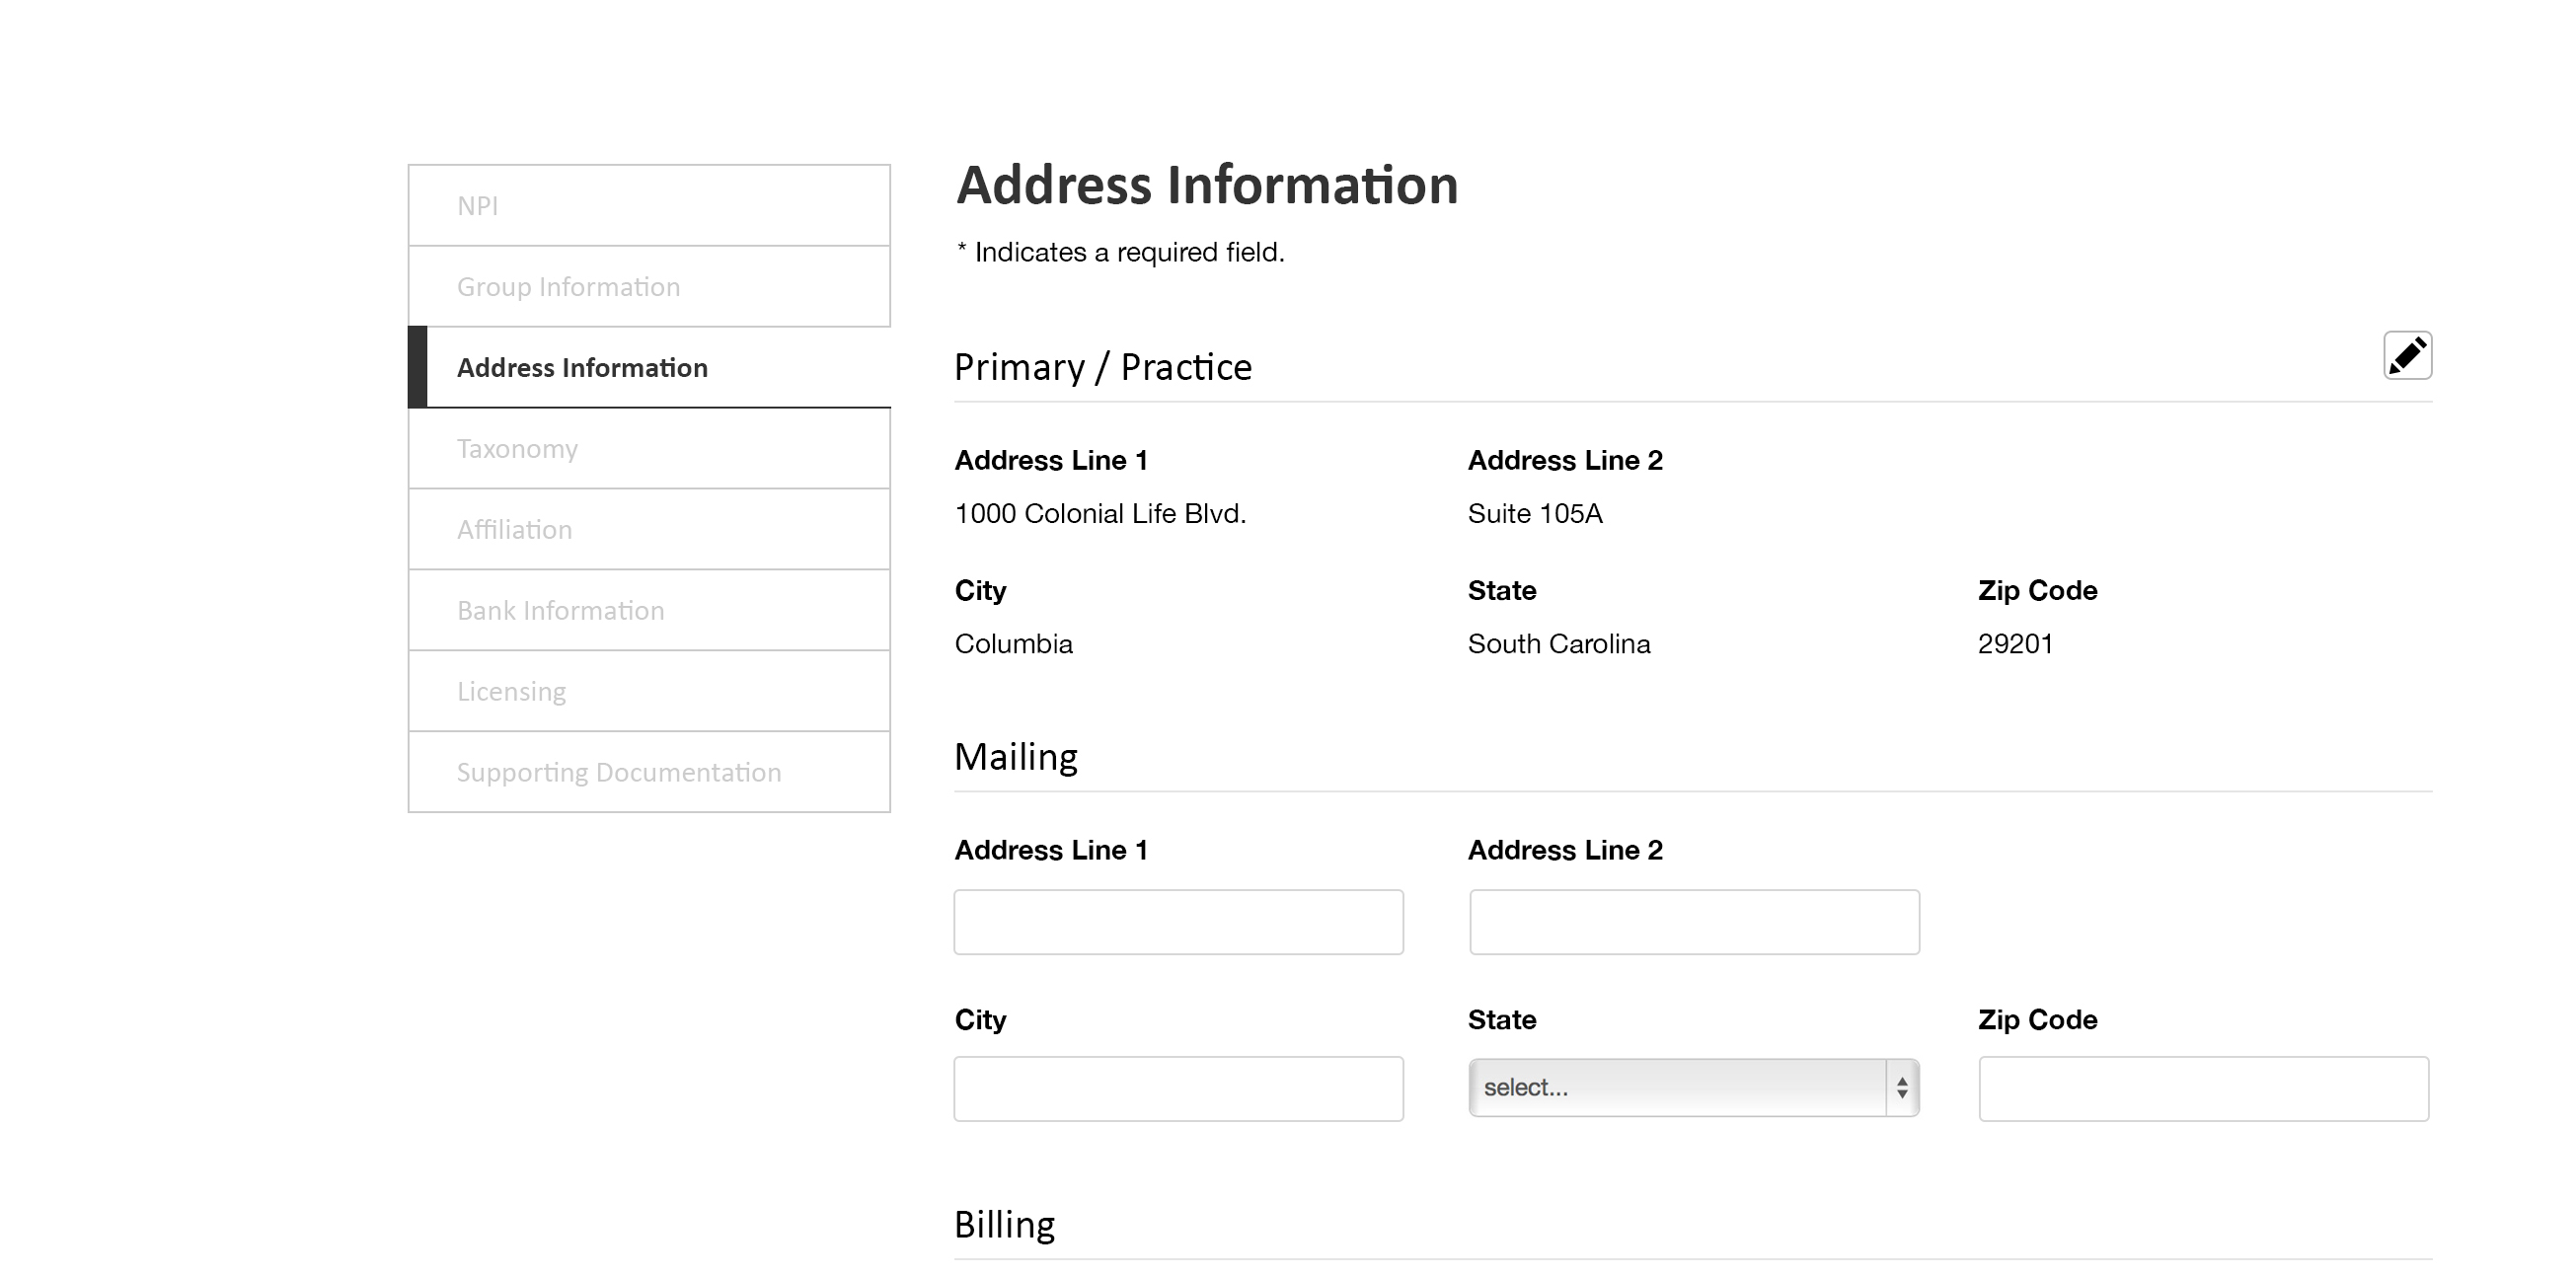 NPI
Group Information
Address Information
Taxonomy
Affiliation
Bank Information
Licensing
Supporting Documentation
Address Information
* Indicates a required field.
Primary / Practice
Address Line 1 Address Line 2
1000 Colonial Life Blvd. Suite 105A
City State Zip Code
Columbia South Carolina 29201
Mailing
Address Line 1 Address Line 2
City State Zip Code
select...
Billing